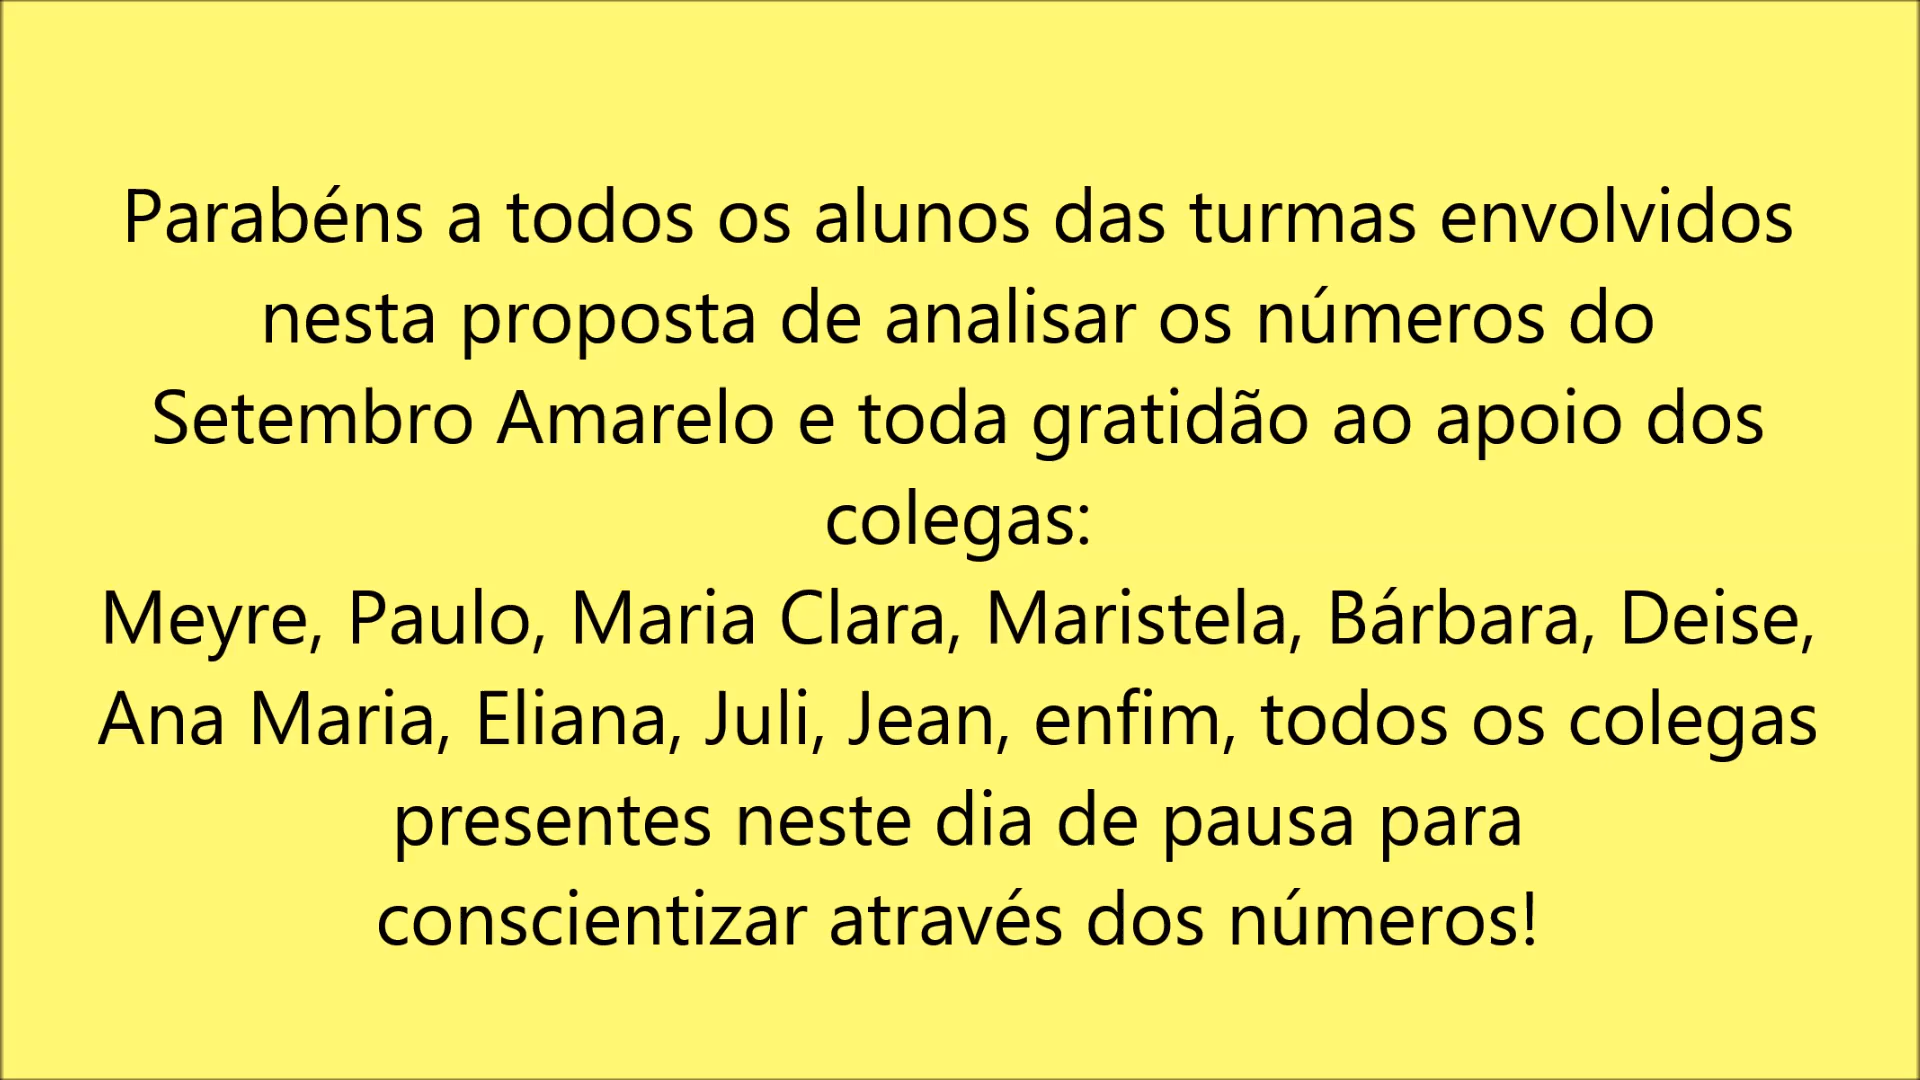 Parabéns a todos os alunos das turmas envolvidos
nesta proposta de analisar os números do
Setembro Amarelo e toda gratidão ao apoio dos
colegas:
Meyre, Paulo, Maria Clara, Maristela, Bárbara, Deise,
Ana Maria, Eliana, Juli, Jean, enfim, todos os colegas
presentes neste dia de pausa para
conscientizar através dos números!